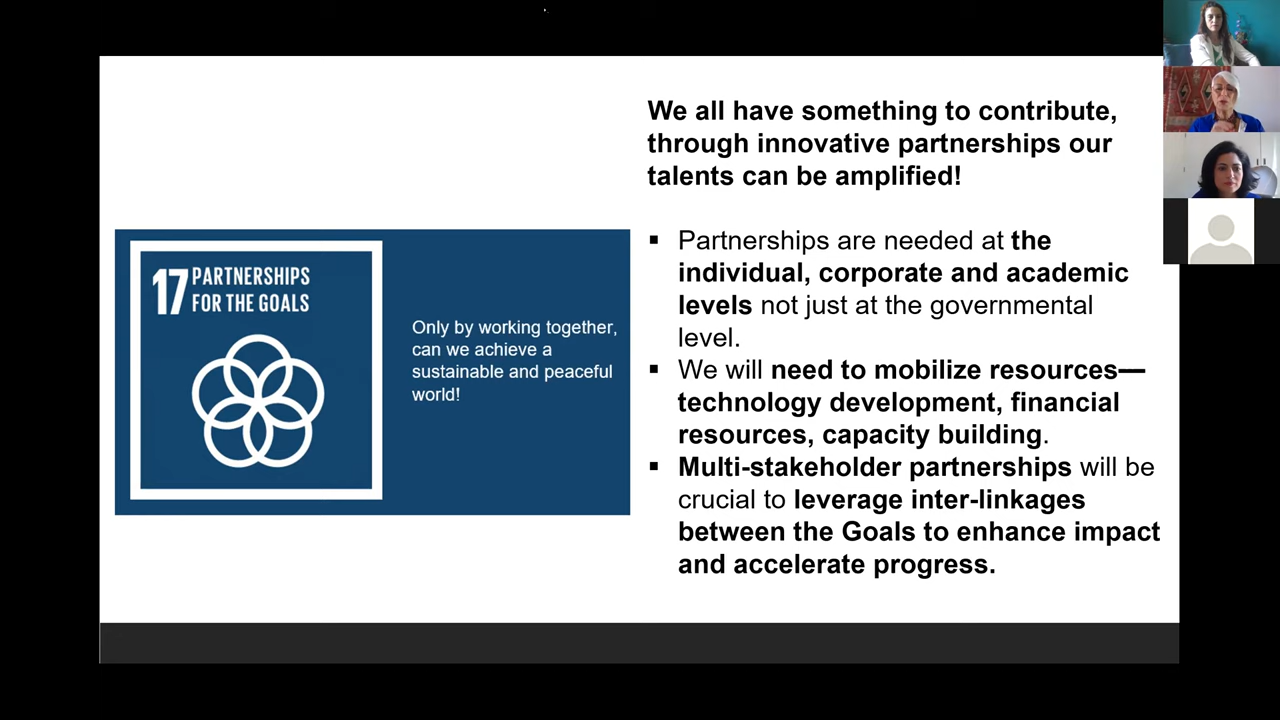 We all have something to contribute,
through innovative partnerships our
talents can be amplified!
17 PARTNERSHIPS
FOR THE GOALS
Only by working together,
can we achieve a
sustainable and peaceful
world!
▪ Partnerships are needed at the
individual, corporate and academic
levels not just at the governmental
level.
▪ We will need to mobilize resources—
technology development, financial
resources, capacity building.
▪ Multi-stakeholder partnerships will be
crucial to leverage inter-linkages
between the Goals to enhance impact
and accelerate progress.